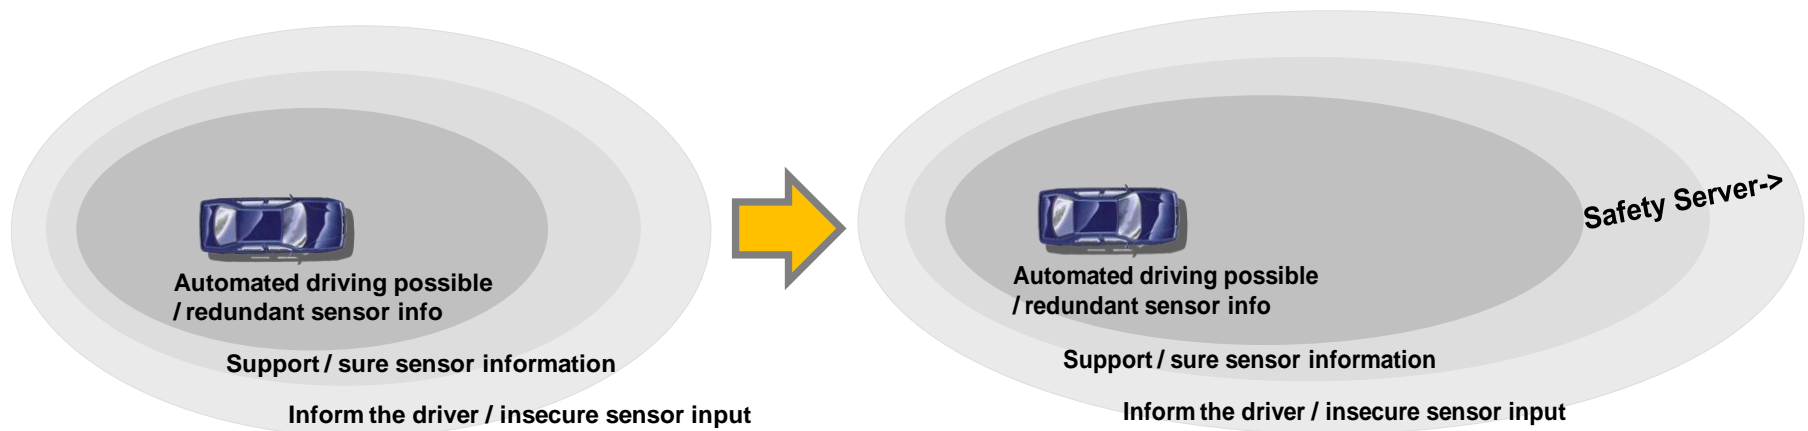 Automated driving possible
/ redundant sensor info
Support / sure sensor information
Inform the driver / insecure sensor input
Safety Server->
Automated driving possible
/ redundant sensor info
Support / sure sensor information
Inform the driver / insecure sensor input